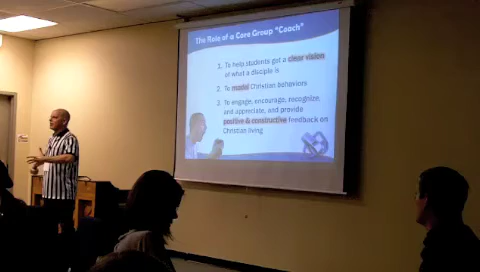 The Role of a Core Group "Coach"
1. To help students get a clear vision
of what a disciple is
2. To model Christian behaviors
3. To engage, encourage, recognize,
and appreciate, and provide
positive & constructive feedback on
Christian living